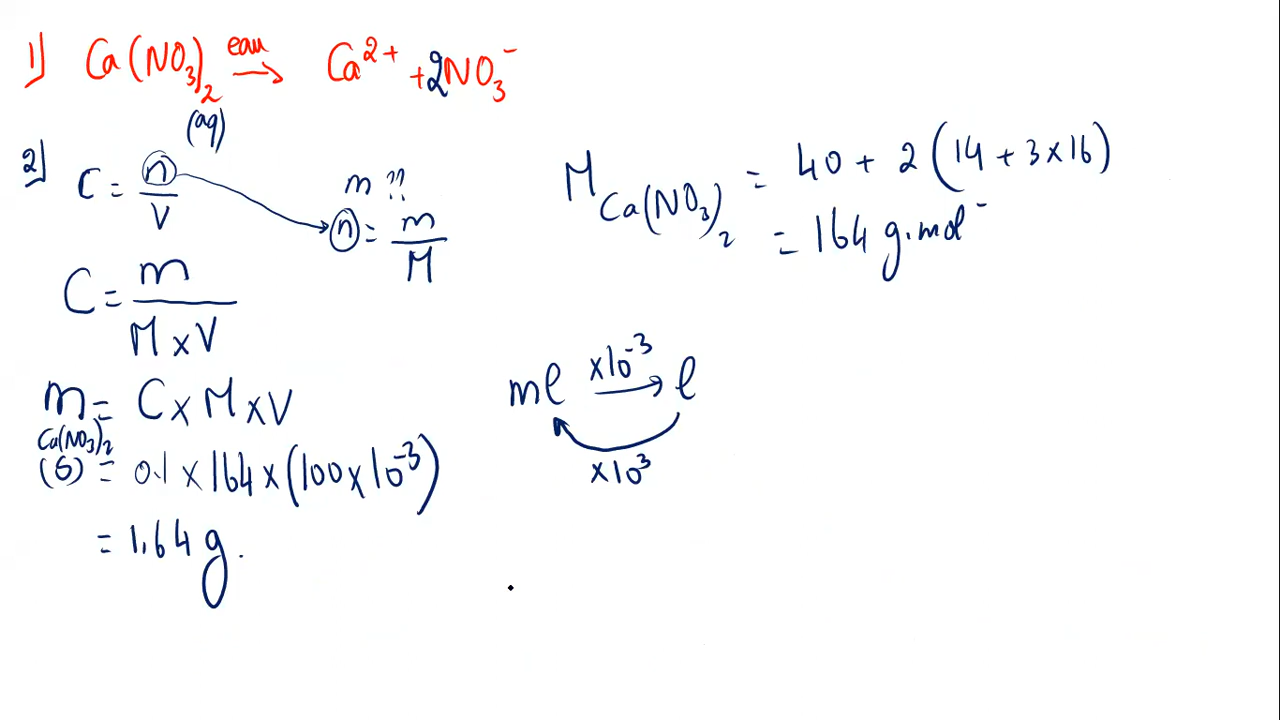 1) Ca(NO₃)₂ eau → Ca²⁺ + 2NO₃⁻
(aq)
2) C = n/V
m ??
n = m/M
C = m/(M × V)
m Ca(NO₃)₂ (S) = C × M × V
= 0.1 × 164 × (100 × 10⁻³)
= 1,64 g.
M Ca(NO₃)₂ = 40 + 2(14 + 3×16)
= 164 g.mol⁻
ml ×10⁻³ → l
×10³